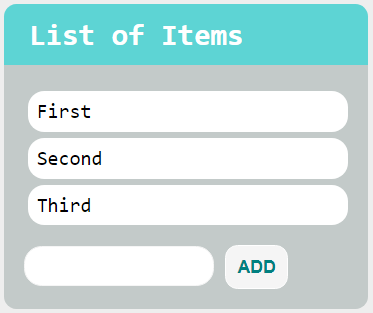 List of Items
First
Second
Third
ADD